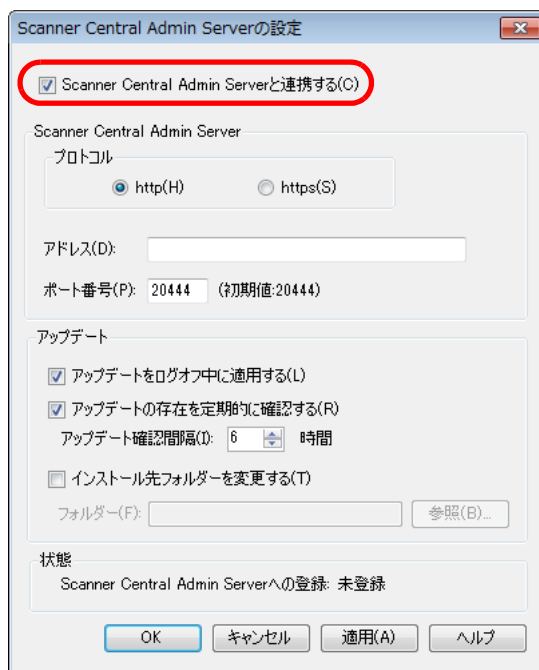 Scanner Central Admin Serverの設定
Scanner Central Admin Serverと連携する(C)
Scanner Central Admin Server
プロトコル
http(H) https(S)
アドレス(D):
ポート番号(P): 20444 (初期値:20444)
アップデート
アップデートをログオフ中に適用する(L)
アップデートの存在を定期的に確認する(R)
アップデート確認間隔(I): 6 時間
インストール先フォルダーを変更する(T)
フォルダー(F): 参照(B)...
状態
Scanner Central Admin Serverへの登録: 未登録
OK キャンセル 適用(A) ヘルプ